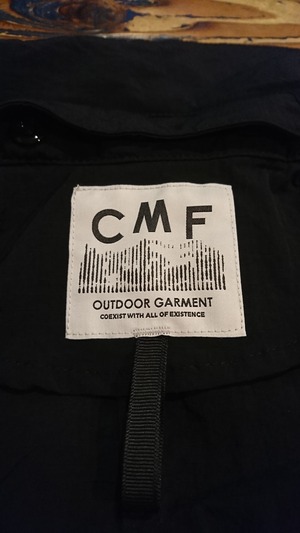 CMF
OUTDOOR GARMENT
COEXIST WITH ALL OF EXISTENCE